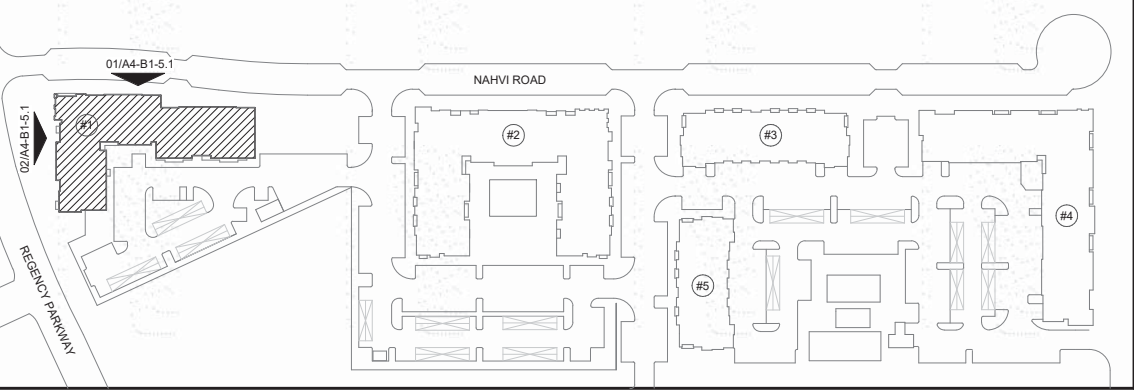 01/A4-B1-5.1
NAHVI ROAD
02/A4-B1-5.1
#1
#2
#3
#4
#5
REGENCY PARKWAY